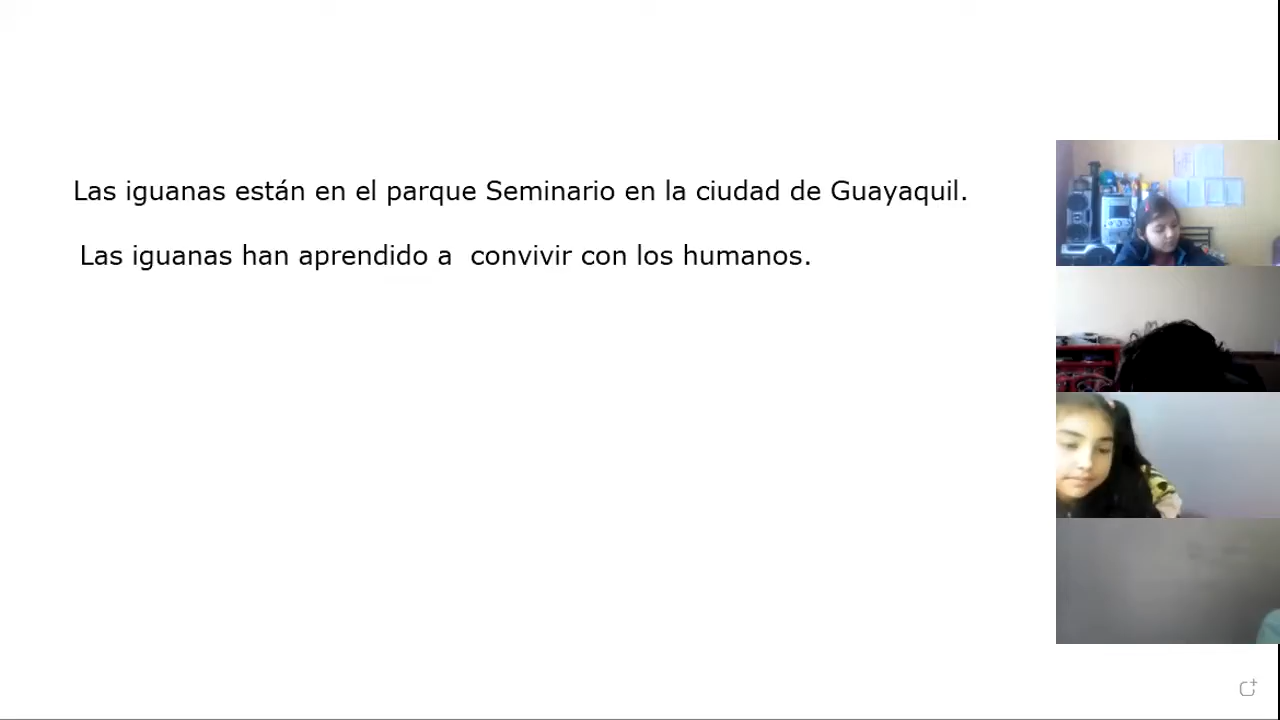 Las iguanas están en el parque Seminario en la ciudad de Guayaquil.
Las iguanas han aprendido a  convivir con los humanos.